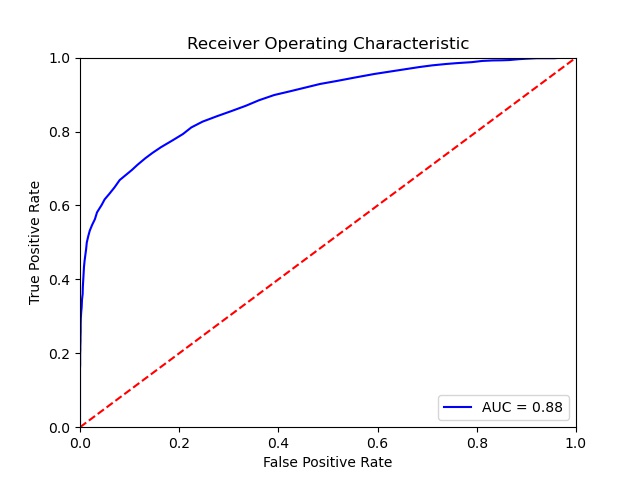 Receiver Operating Characteristic
1.0
0.8
0.6
0.4
0.2
0.0
True Positive Rate
AUC = 0.88
0.0 0.2 0.4 0.6 0.8 1.0
False Positive Rate